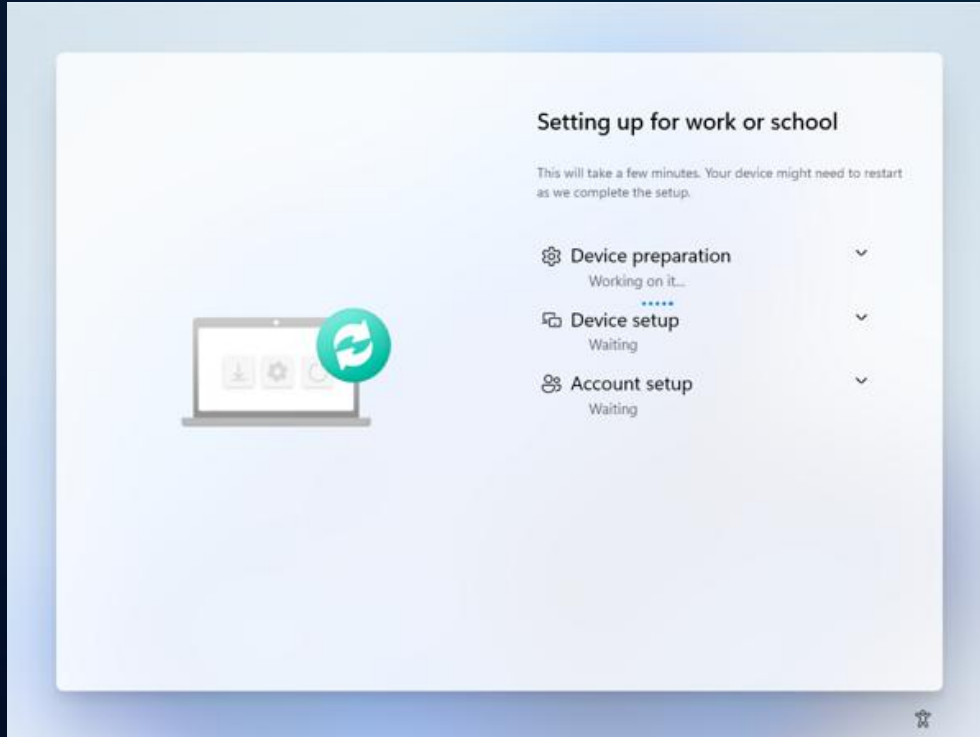 Setting up for work or school
This will take a few minutes. Your device might need to restart
as we complete the setup.
Device preparation
Working on it...
Device setup
Waiting
Account setup
Waiting